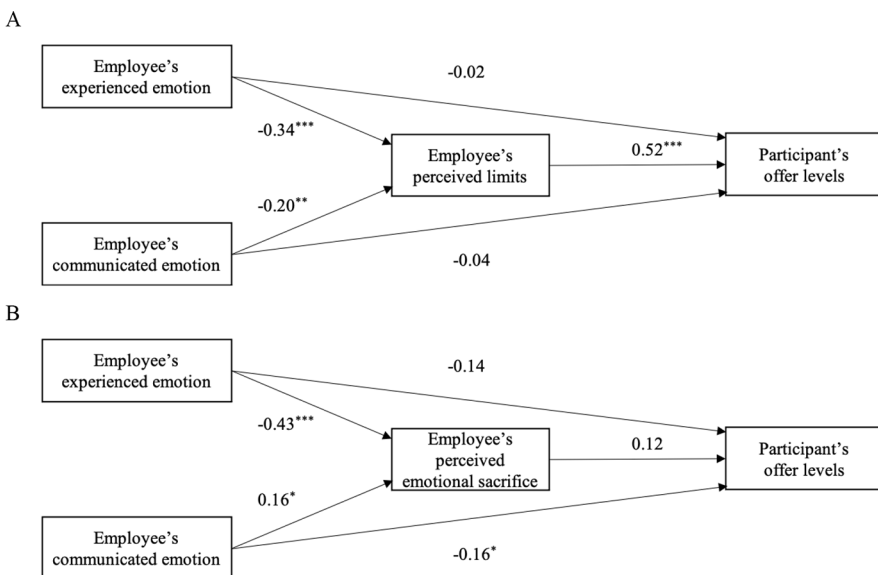 A
Employee's
experienced emotion
-0.02
-0.34***
Employee's
perceived limits
0.52***
Participant's
offer levels
-0.20**
Employee's
communicated emotion
-0.04
B
Employee's
experienced emotion
-0.14
-0.43***
Employee's
perceived
emotional sacrifice
0.12
Participant's
offer levels
0.16*
Employee's
communicated emotion
-0.16*